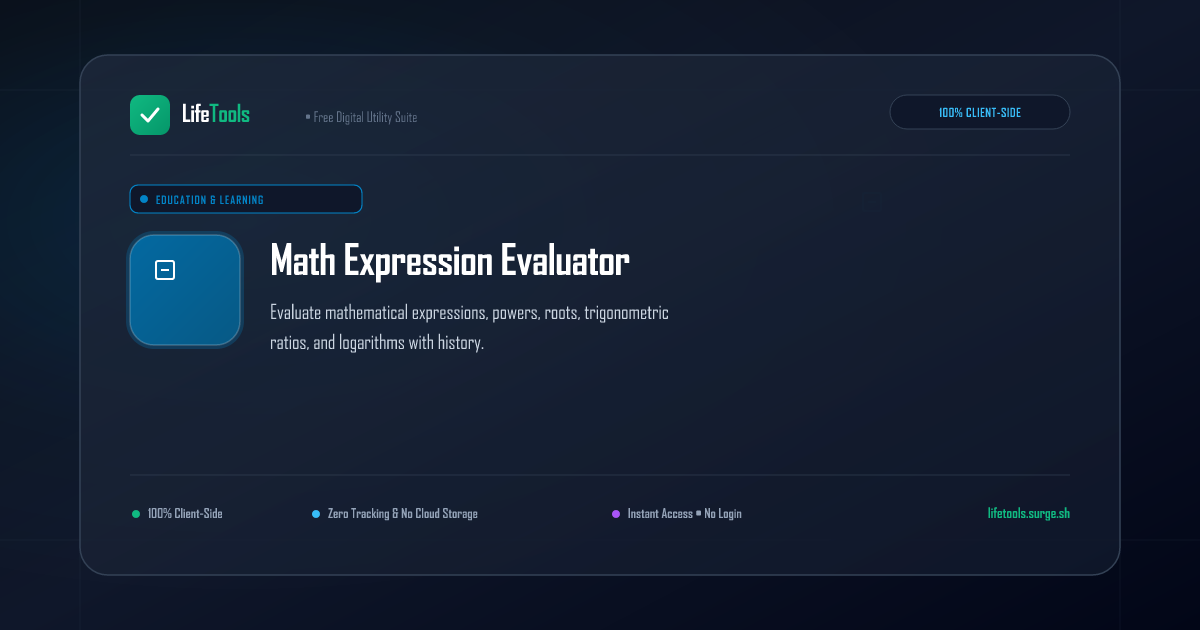 LifeTools
• Free Digital Utility Suite
100% CLIENT-SIDE
EDUCATION & LEARNING
Math Expression Evaluator
Evaluate mathematical expressions, powers, roots, trigonometric
ratios, and logarithms with history.
100% Client-Side
Zero Tracking & No Cloud Storage
Instant Access • No Login
lifetools.surge.sh